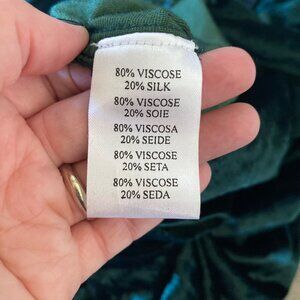 80% VISCOSE
20% SILK
80% VISCOSE
20% SOIE
80% VISCOSA
20% SEIDE
80% VISCOSE
20% SETA
80% VISCOSE
20% SEDA